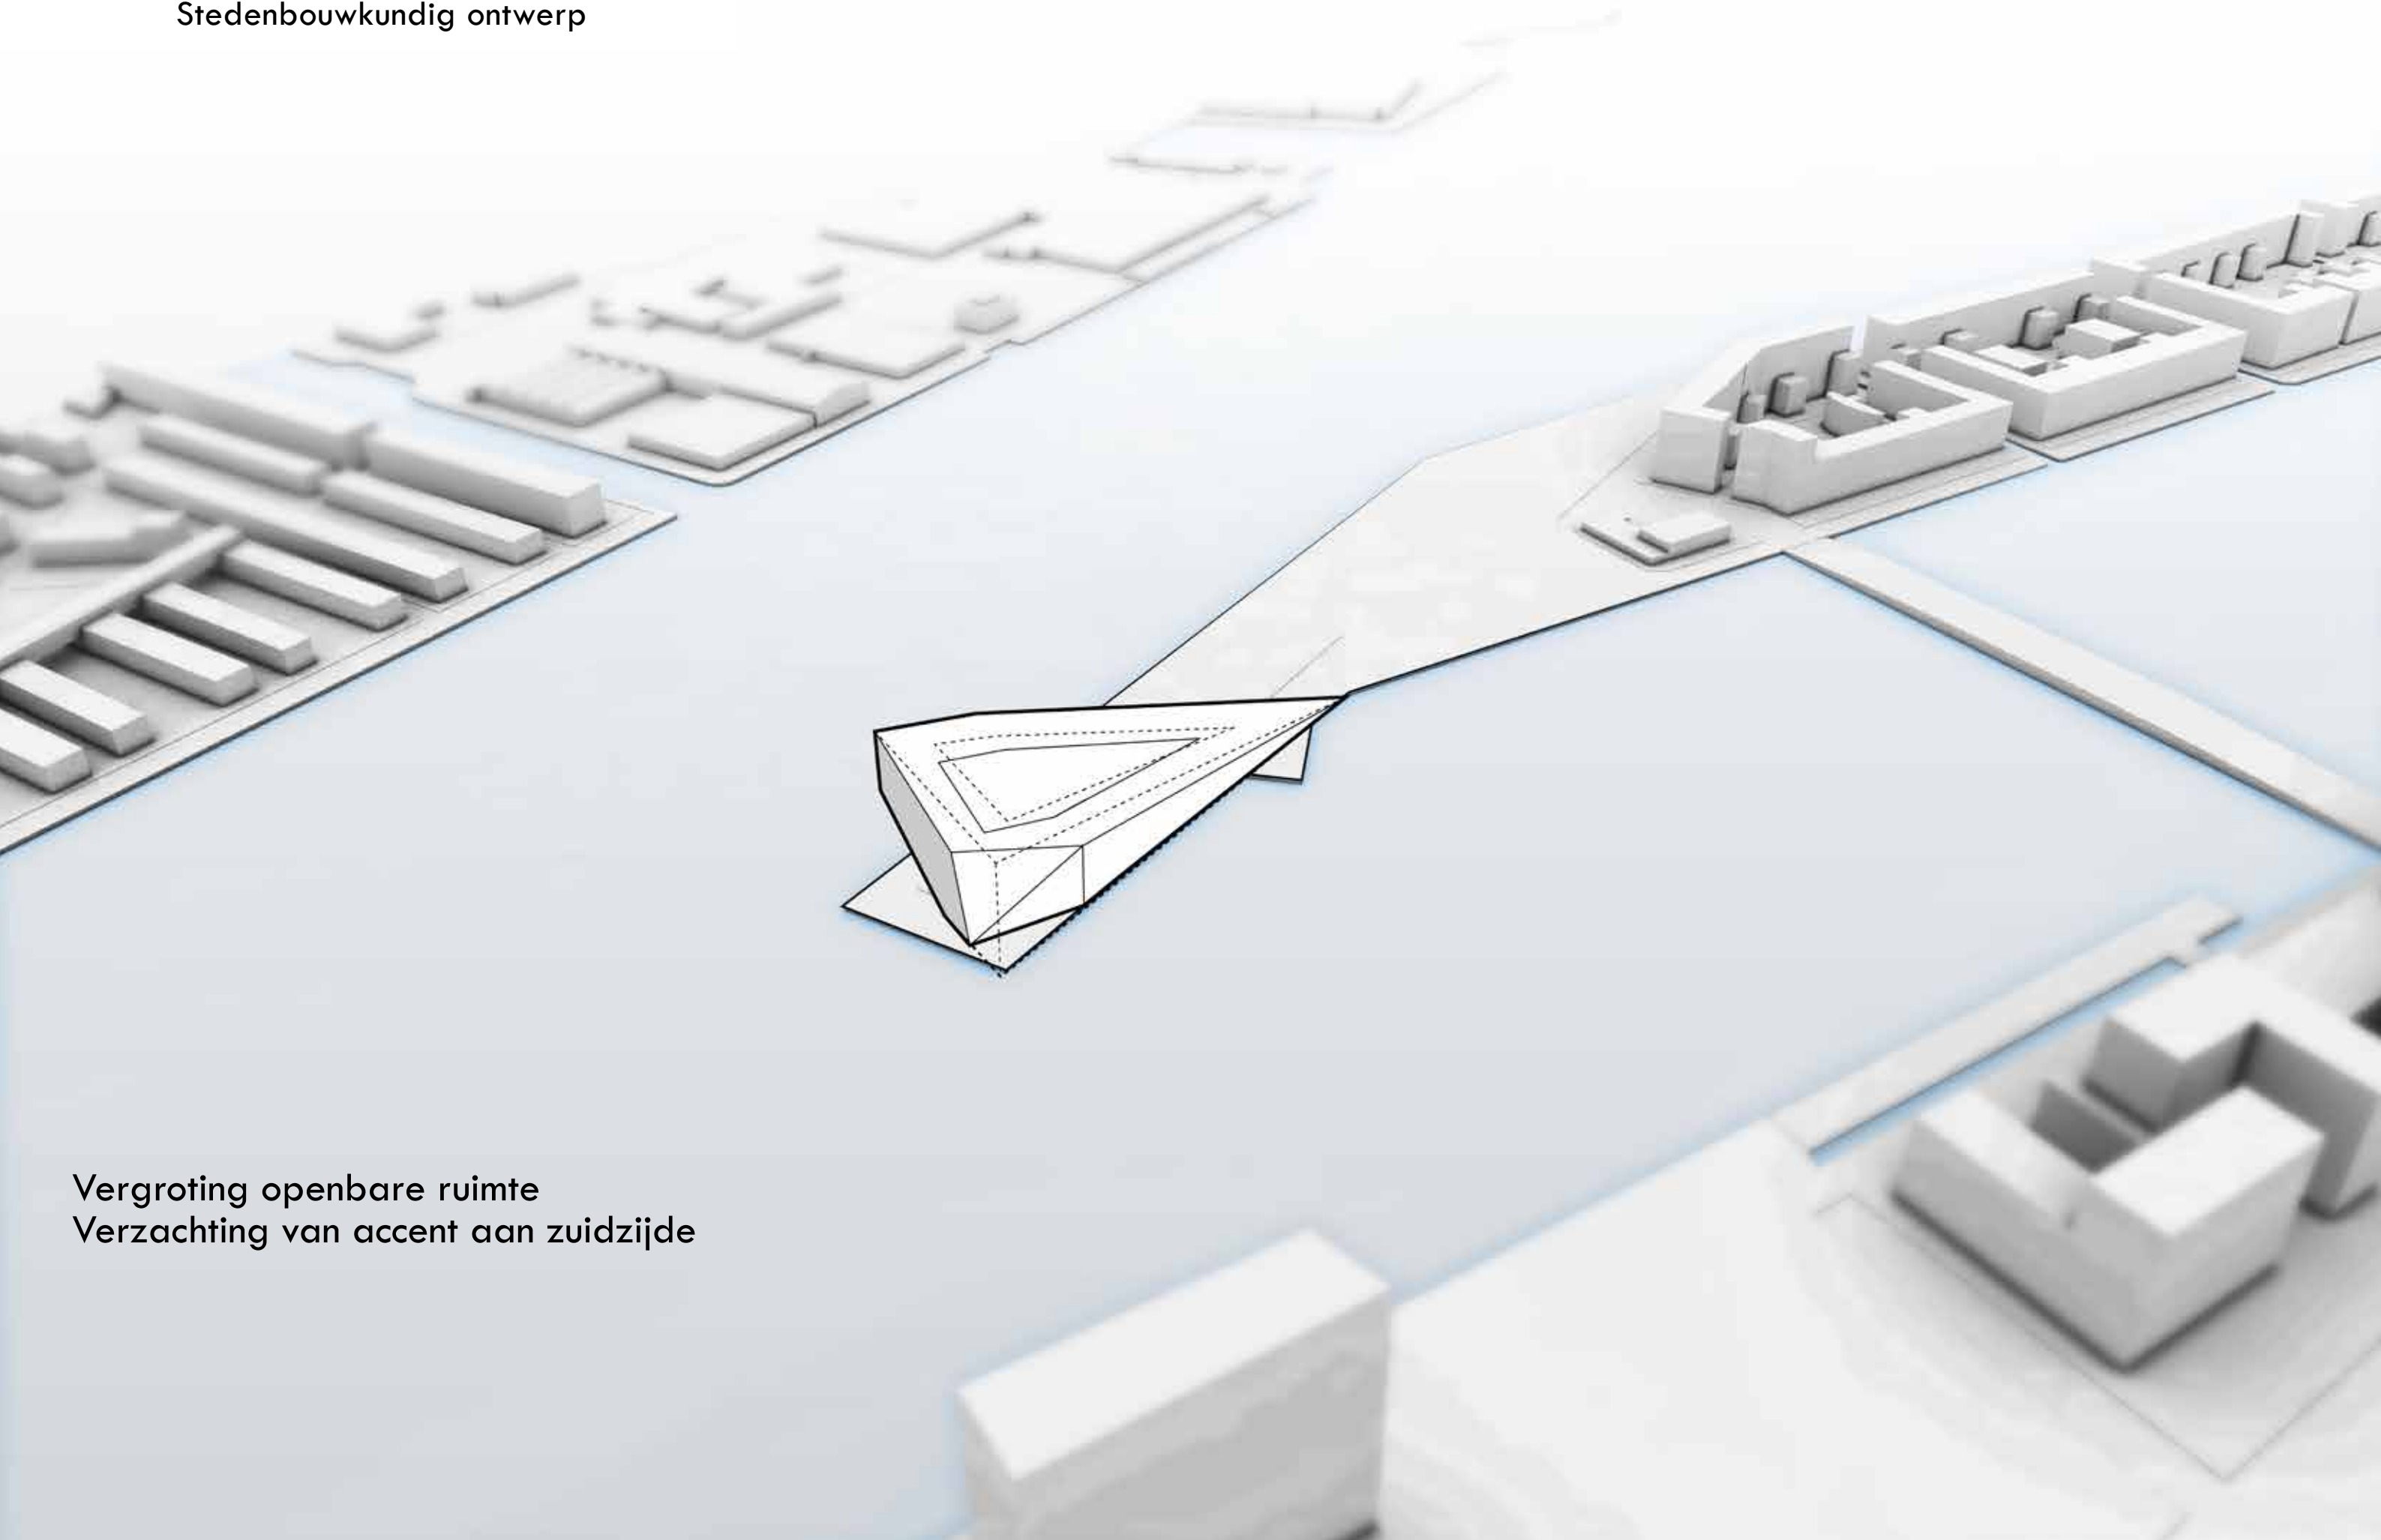 Stedenbouwkundig ontwerp
Vergroting openbare ruimte
Verzachting van accent aan zuidzijde